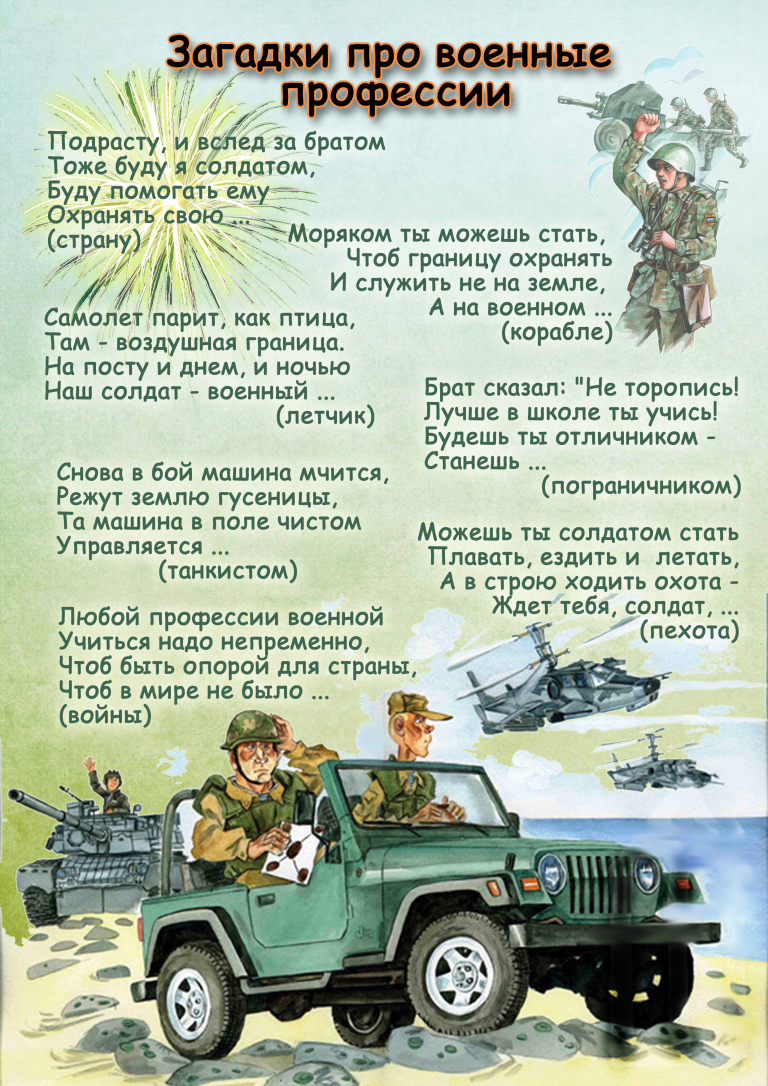 Загадки про военные
профессии
Подрасту, и вслед за братом
Тоже буду я солдатом,
Буду помогать ему
Охранять свою ...
(страну)
Моряком ты можешь стать,
Чтоб границу охранять
И служить не на земле,
А на военном ...
(корабле)
Самолет парит, как птица,
Там - воздушная граница.
На посту и днем, и ночью
Наш солдат - военный ...
(летчик)
Брат сказал: "Не торопись!
Лучше в школе ты учись!
Будешь ты отличником -
Станешь ...
(пограничником)
Снова в бой машина мчится,
Режут землю гусеницы,
Та машина в поле чистом
Управляется ...
(танкистом)
Можешь ты солдатом стать
Плавать, ездить и летать,
А в строю ходить охота -
Ждет тебя, солдат, ...
(пехота)
Любой профессии военной
Учиться надо непременно,
Чтоб быть опорой для страны,
Чтоб в мире не было ...
(войны)